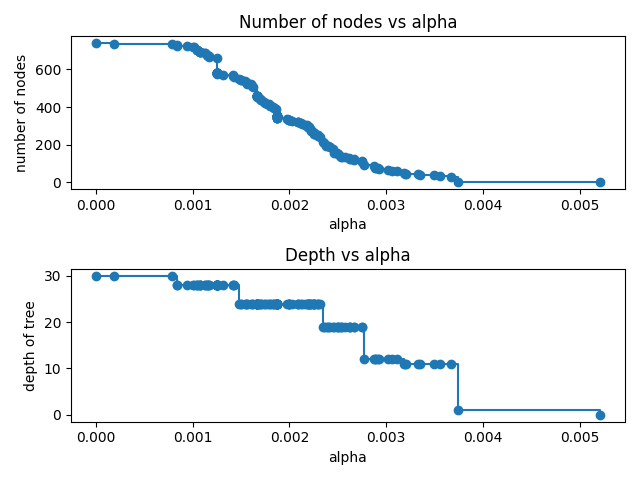 Number of nodes vs alpha
number of nodes
600
400
200
0
0.000 0.001 0.002 0.003 0.004 0.005
alpha
Depth vs alpha
depth of tree
30
20
10
0
0.000 0.001 0.002 0.003 0.004 0.005
alpha